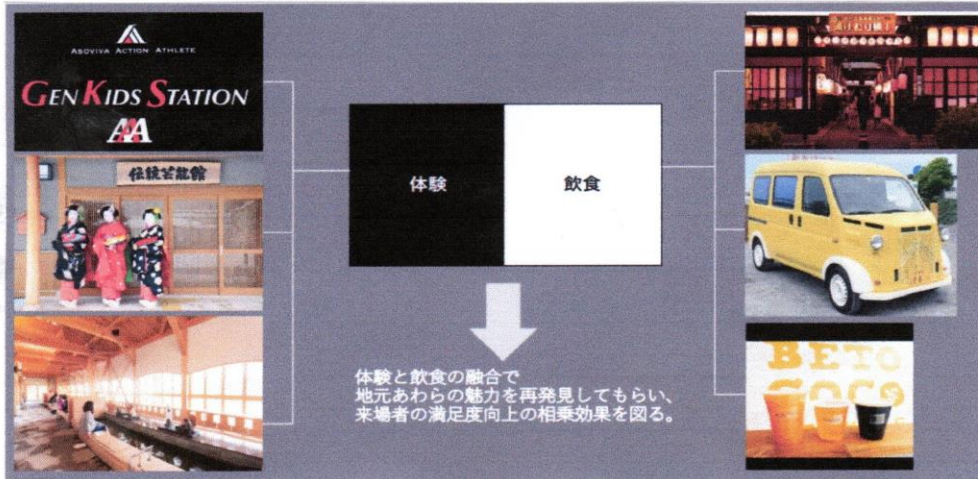 ASOVIVA ACTION ATHLETE
GEN KIDS STATION
AAA
伝統芸能館
体験
飲食
体験と飲食の融合で
地元あわらの魅力を再発見してもらい、
来場者の満足度向上の相乗効果を図る。
BETO
COCO